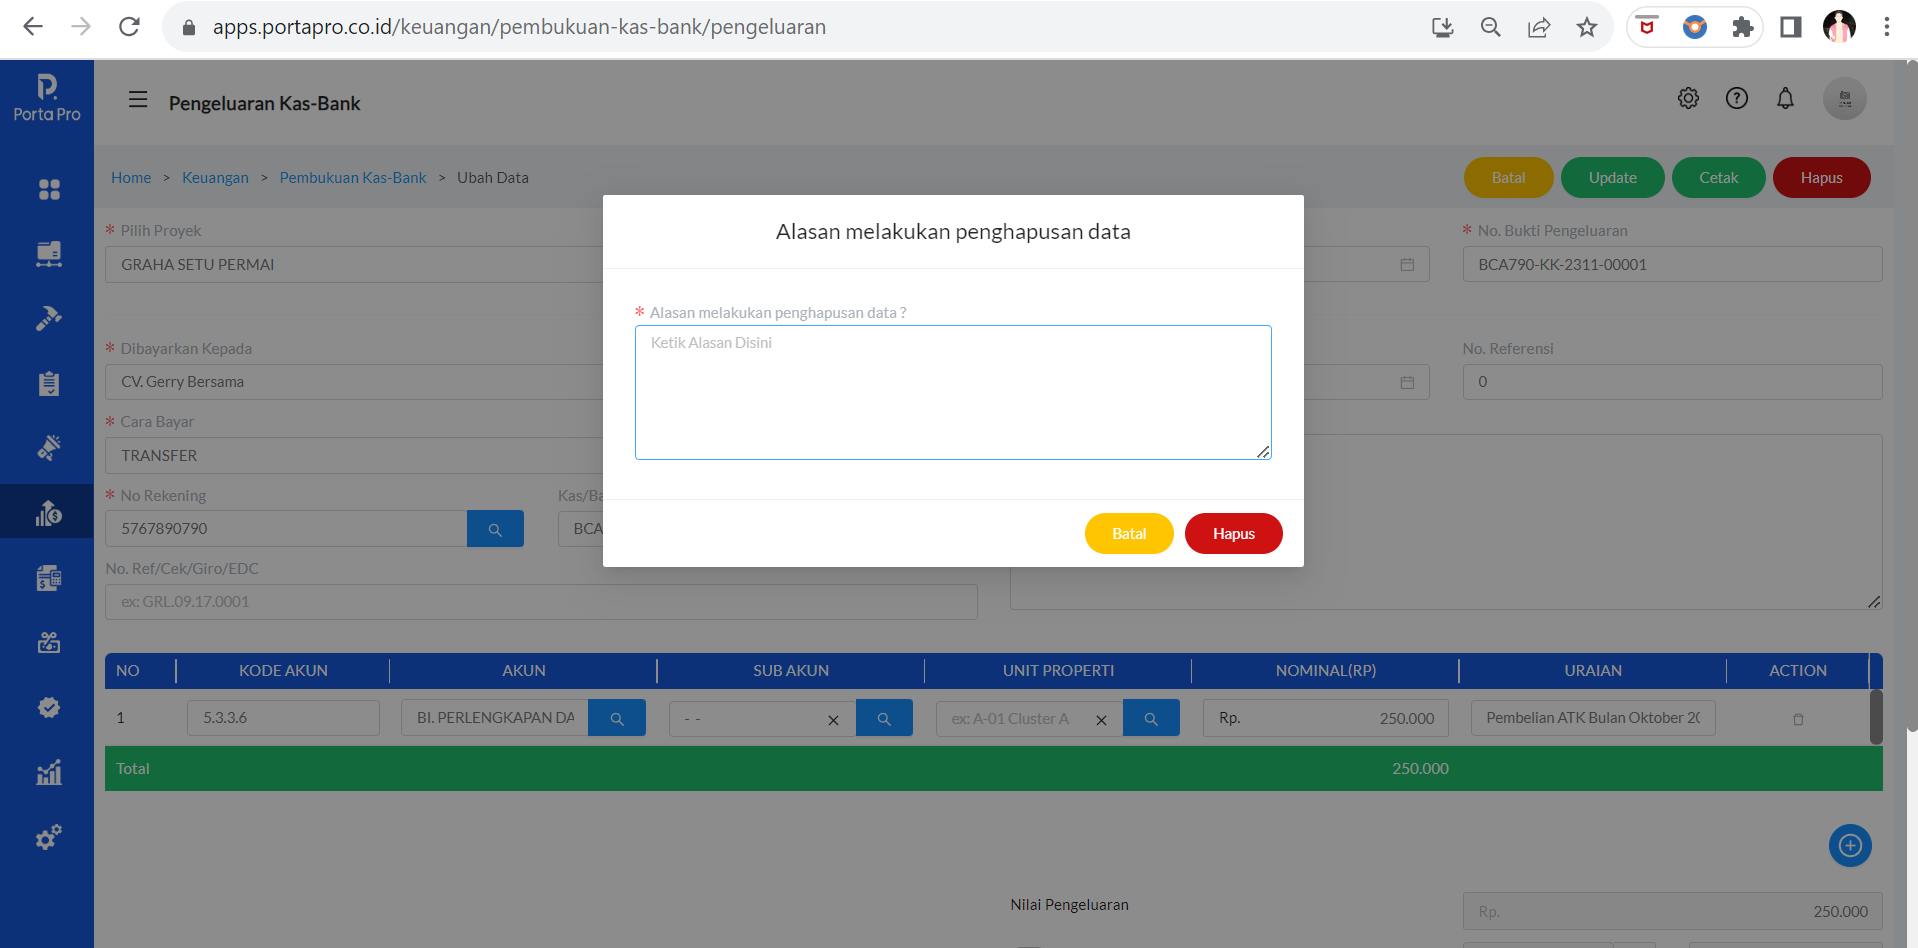 apps.portapro.co.id/keuangan/pembukuan-kas-bank/pengeluaran
Porta Pro
Pengeluaran Kas-Bank
Home > Keuangan > Pembukuan Kas-Bank > Ubah Data
Batal Update Cetak Hapus
* Pilih Proyek
GRAHA SETU PERMAI
* No. Bukti Pengeluaran
BCA790-KK-2311-00001
Alasan melakukan penghapusan data
* Alasan melakukan penghapusan data ?
Ketik Alasan Disini
Batal Hapus
* Dibayarkan Kepada
CV. Gerry Bersama
No. Referensi
0
* Cara Bayar
TRANSFER
* No Rekening
5767890790
Kas/Ba
BCA
No. Ref/Cek/Giro/EDC
ex: GRL.09.17.0001
NO KODE AKUN AKUN SUB AKUN UNIT PROPERTI NOMINAL(RP) URAIAN ACTION
1 5.3.3.6 BI. PERLENGKAPAN DA - - ex: A-01 Cluster A Rp. 250.000 Pembelian ATK Bulan Oktober 20
Total 250.000
Nilai Pengeluaran Rp. 250.000